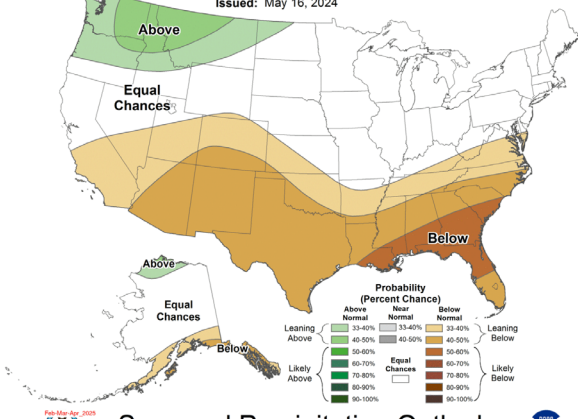 Issued: May 16, 2024
Above
Equal
Chances
Below
Above
Equal
Chances
Below
Probability
(Percent Chance)
Above
Normal
Near
Normal
Below
Normal
Leaning
Above
33-40%
33-40%
33-40%
Leaning
Below
40-50%
40-50%
40-50%
50-60%
50-60%
60-70%
Equal
Chances
60-70%
Likely
Above
70-80%
70-80%
Likely
Below
80-90%
80-90%
90-100%
90-100%
Feb-Mar-Apr_2025